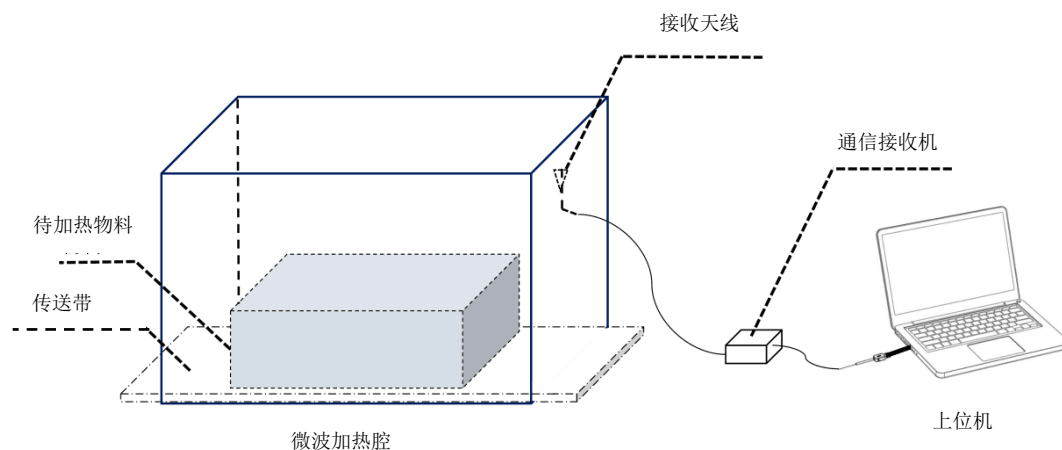 接收天线
通信接收机
待加热物料
传送带
上位机
微波加热腔